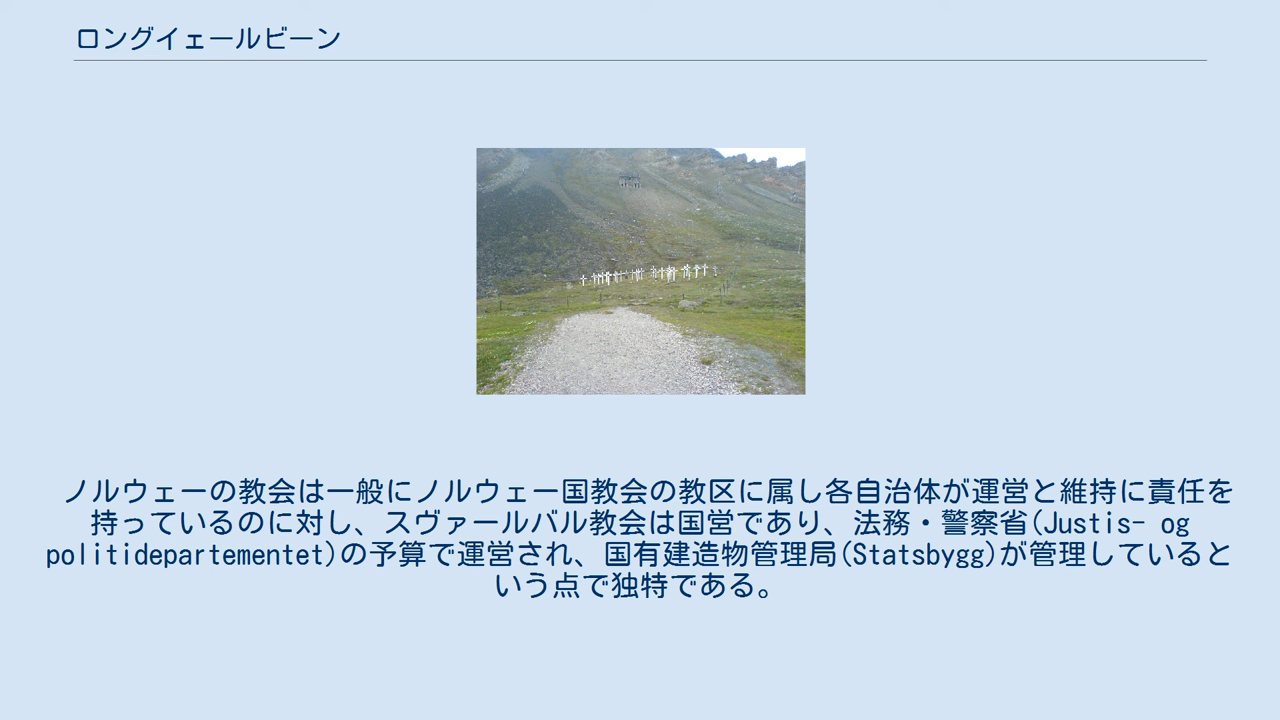 ロングイェールビーン
ノルウェーの教会は一般にノルウェー国教会の教区に属し各自治体が運営と維持に責任を
持っているのに対し、スヴァールバル教会は国営であり、法務・警察省(Justis- og
politidepartementet)の予算で運営され、国有建造物管理局(Statsbygg)が管理していると
いう点で独特である。